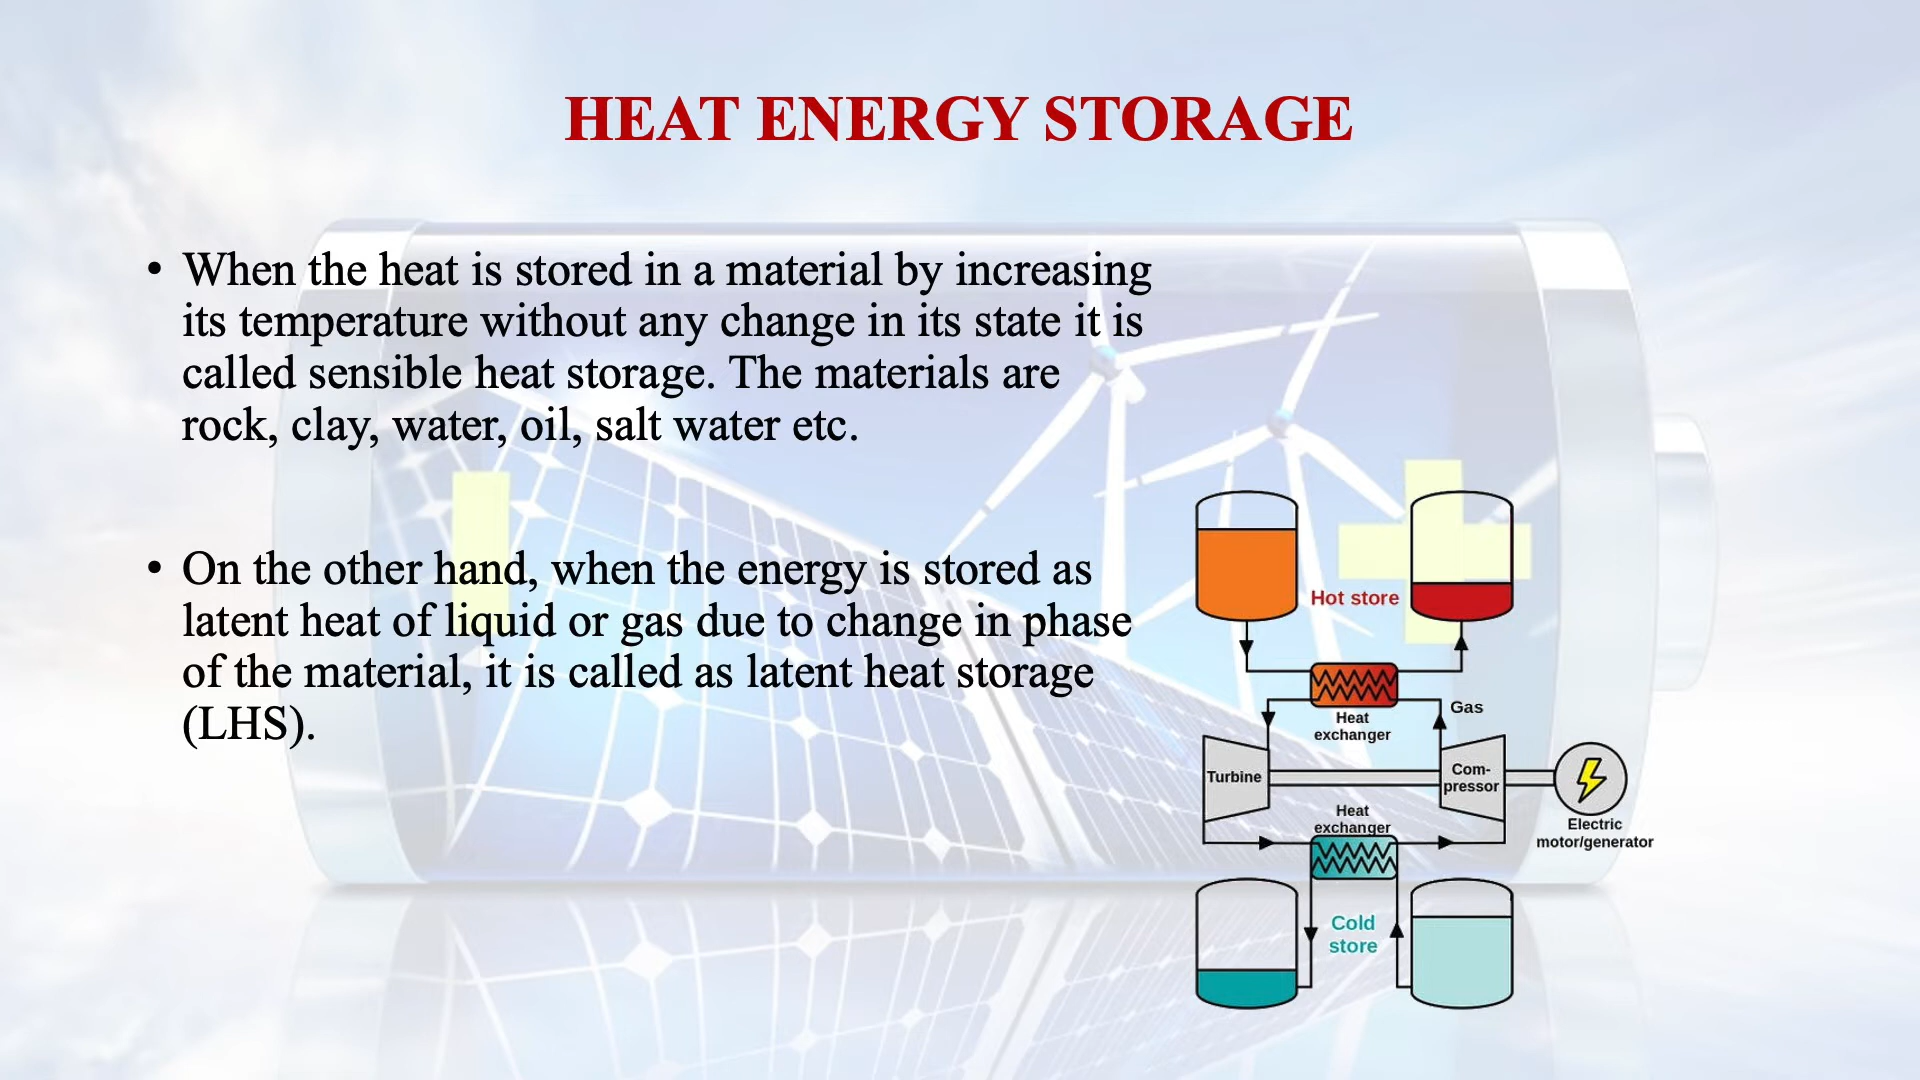 HEAT ENERGY STORAGE
• When the heat is stored in a material by increasing
its temperature without any change in its state it is
called sensible heat storage. The materials are
rock, clay, water, oil, salt water etc.
• On the other hand, when the energy is stored as
latent heat of liquid or gas due to change in phase
of the material, it is called as latent heat storage
(LHS).
Hot store
Heat
exchanger
Gas
Turbine
Com-
pressor
Heat
exchanger
Electric
motor/generator
Cold
store